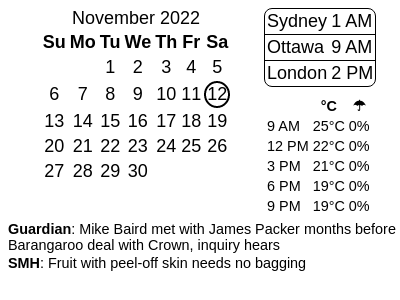 November 2022
Su Mo Tu We Th Fr Sa
1 2 3 4 5
6 7 8 9 10 11 12
13 14 15 16 17 18 19
20 21 22 23 24 25 26
27 28 29 30
Sydney 1 AM
Ottawa 9 AM
London 2 PM
°C ☂
9 AM 25°C 0%
12 PM 22°C 0%
3 PM 21°C 0%
6 PM 19°C 0%
9 PM 19°C 0%
Guardian: Mike Baird met with James Packer months before
Barangaroo deal with Crown, inquiry hears
SMH: Fruit with peel-off skin needs no bagging